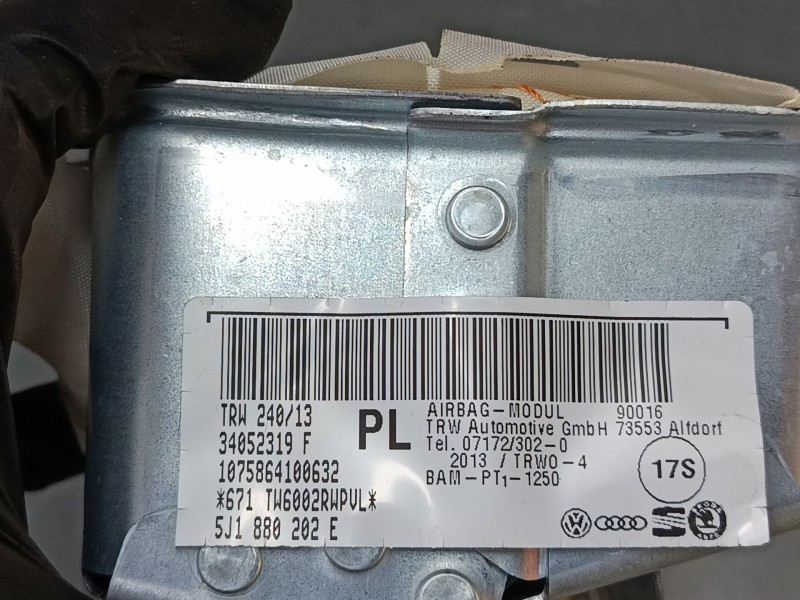 TRW 240/13
34052319 F
1075864100632
*671 TW6002RWPVL*
5J1 880 202 E
PL
AIRBAG-MODUL 90016
TRW Automotive GmbH 73553 Alfdorf
Tel. 07172/302-0
2013 / TRWO-4
BAM-PT1-1250
17S